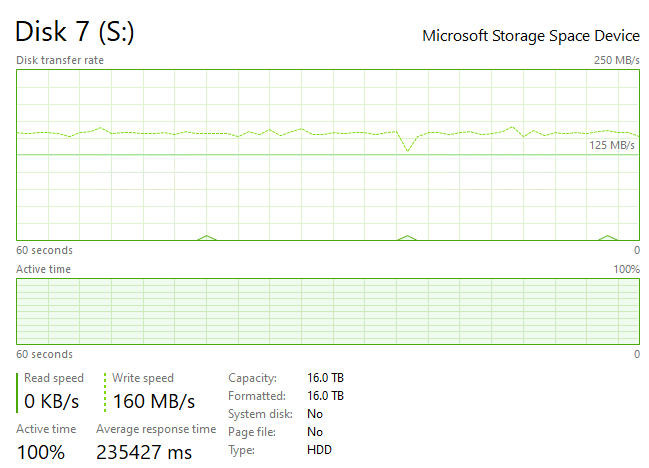 Disk 7 (S:)
Microsoft Storage Space Device
Disk transfer rate
250 MB/s
125 MB/s
60 seconds
0
Active time
100%
60 seconds
0
Read speed
0 KB/s
Write speed
160 MB/s
Active time
100%
Average response time
235427 ms
Capacity: 16.0 TB
Formatted: 16.0 TB
System disk: No
Page file: No
Type: HDD